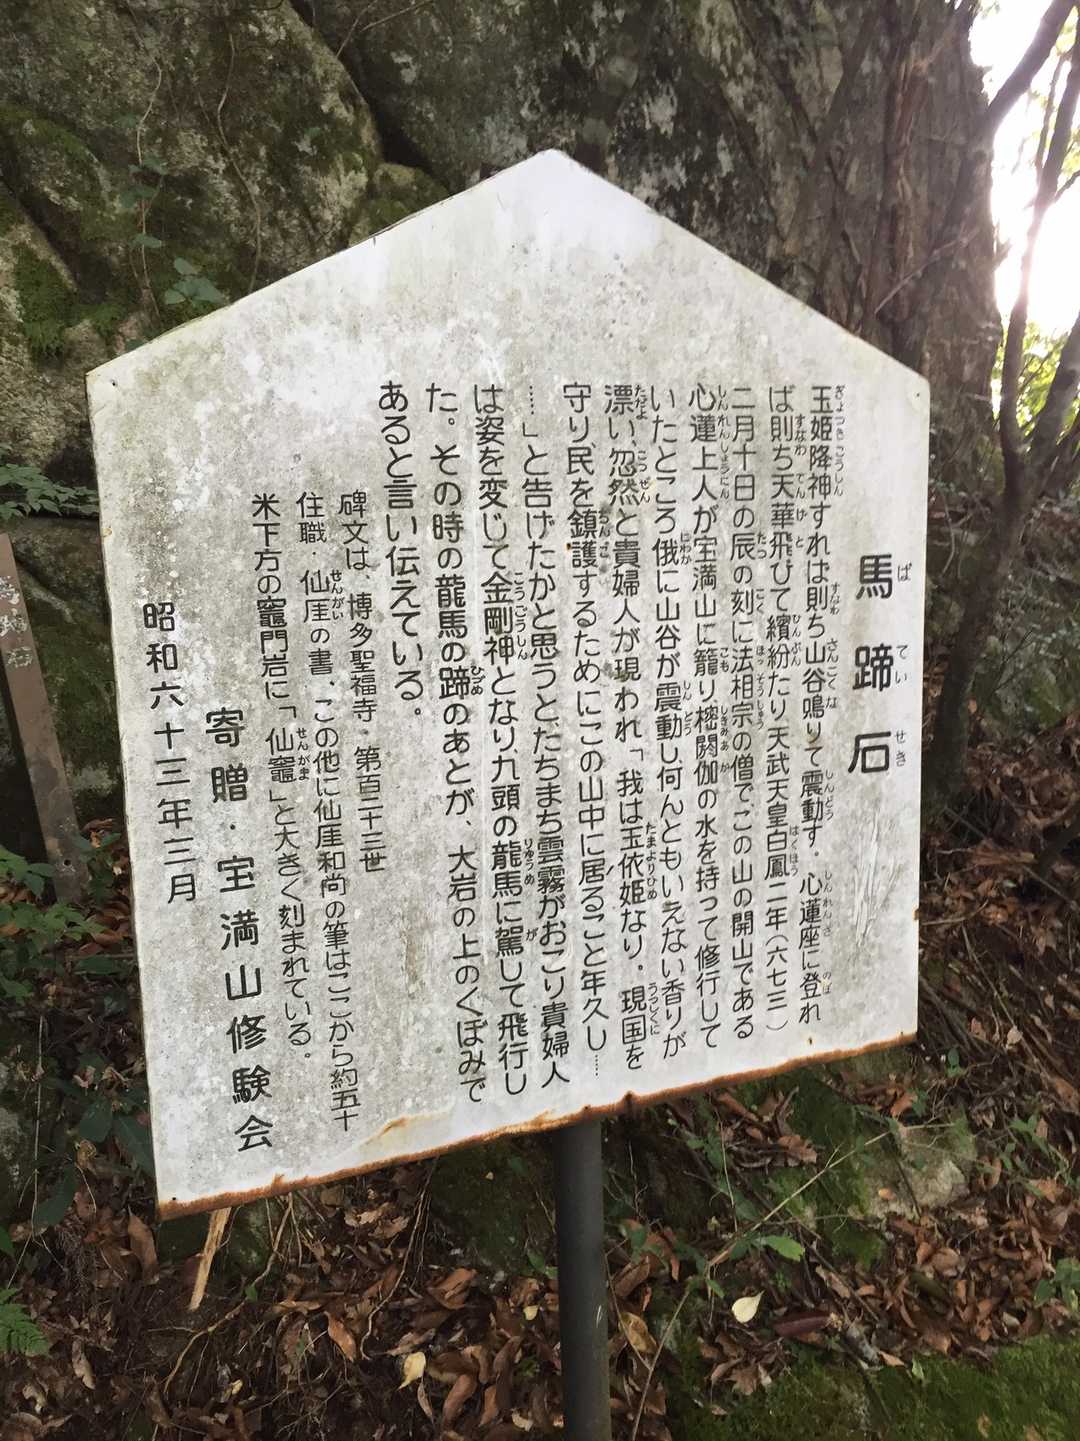 馬蹄石
玉姫降神すれば則ち山谷鳴りて震動す. 心蓮座に登れ
ば則ち天華飛びて繽紛たり天武天皇白鳳二年(六七三)
二月十日の辰の刻に法相宗の僧で、この山の開山である
心蓮上人が宝満山に籠り樒閼伽の水を持って修行して
いたところ俄に山谷が震動し、何んともいえない香りが
漂い、忽然と貴婦人が現われ「我は玉依姫なり. 現国を
守り、民を鎮護するためにこの山中に居ること年久し……
……」と告げたかと思うと、たちまち雲霧がおこり貴婦人
は姿を変じて金剛神となり、九頭の龍馬に駕して飛行し
た。その時の龍馬の蹄のあとが、大岩の上のくぼみで
あると言い伝えている。
碑文は、博多聖福寺・第百二十三世
住職・仙厓の書、この他に仙厓和尚の筆はここから約五十
米下方の竈門岩に「仙竈」と大きく刻まれている.
寄贈・宝満山修験会
昭和六十三年三月